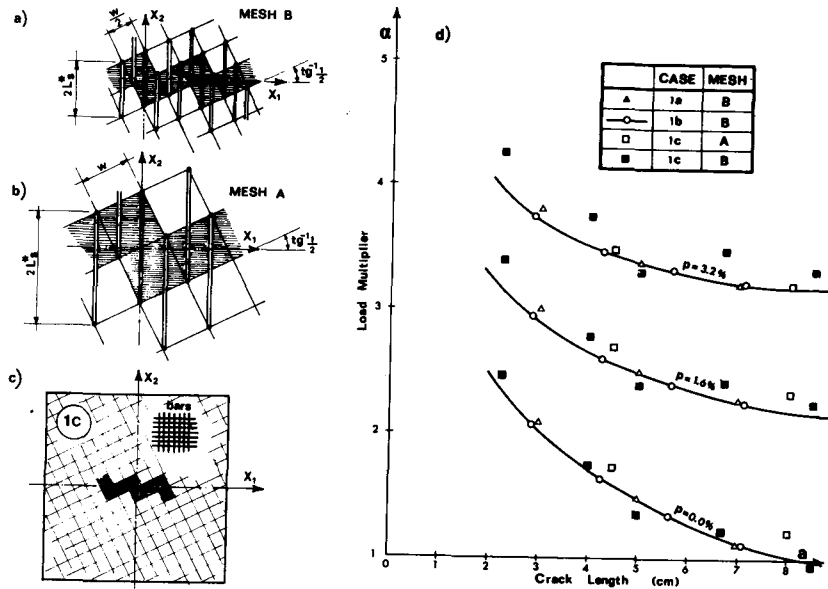 a)
w/2
X₂
MESH B
2L*s
X₁
tg⁻¹ ½
b)
w
X₂
MESH A
2L*s
X₁
tg⁻¹ ½
c)
X₂
1c
bars
X₁
α
d)
CASE MESH
△ 1a B
○ 1b B
□ 1c A
■ 1c B
5
4
3
2
1
Load Multiplier
p=3.2%
p=1.6%
p=0.0%
0 1 2 3 4 5 6 7 8
a
Crack Length (cm)